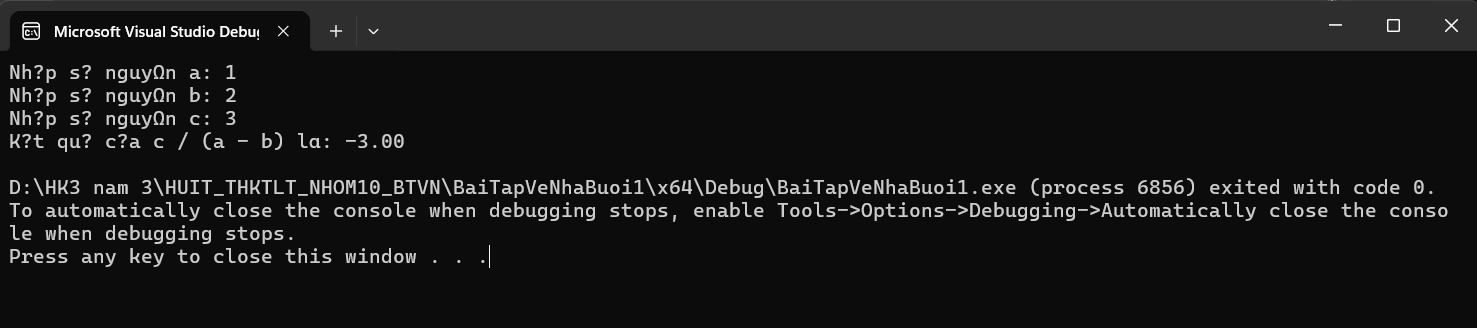 Microsoft Visual Studio Debu
Nh?p s? nguyΩn a: 1
Nh?p s? nguyΩn b: 2
Nh?p s? nguyΩn c: 3
K?t qu? c?a c / (a - b) lα: -3.00
D:\HK3 nam 3\HUIT_THKTLT_NHOM10_BTVN\BaiTapVeNhaBuoi1\x64\Debug\BaiTapVeNhaBuoi1.exe (process 6856) exited with code 0.
To automatically close the console when debugging stops, enable Tools->Options->Debugging->Automatically close the conso
le when debugging stops.
Press any key to close this window . . .